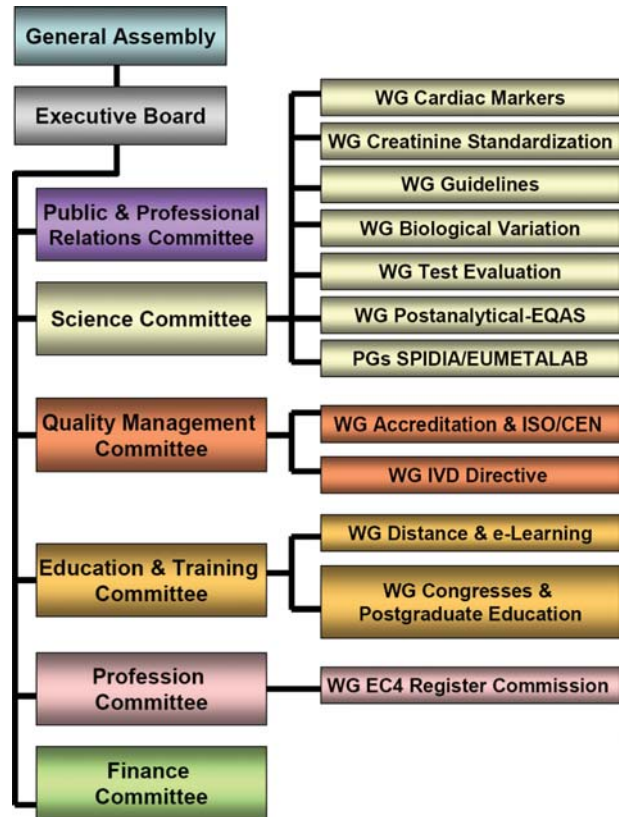 General Assembly
Executive Board
Public & Professional
Relations Committee
Science Committee
WG Cardiac Markers
WG Creatinine Standardization
WG Guidelines
WG Biological Variation
WG Test Evaluation
WG Postanalytical-EQAS
PGs SPIDIA/EUMETALAB
Quality Management
Committee
WG Accreditation & ISO/CEN
WG IVD Directive
Education & Training
Committee
WG Distance & e-Learning
WG Congresses &
Postgraduate Education
Profession
Committee
WG EC4 Register Commission
Finance
Committee